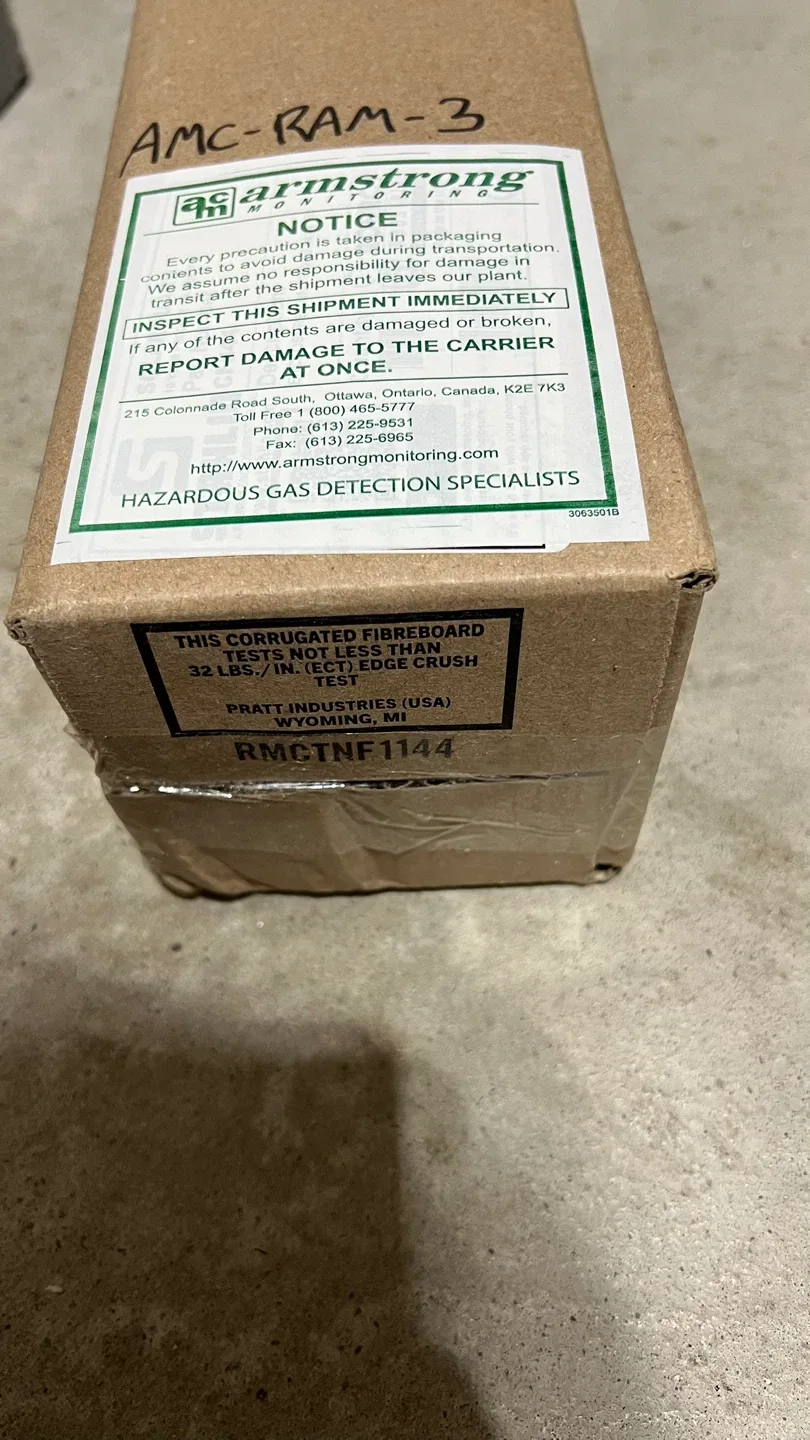 AMC-RAM-3
acm armstrong
MONITORING
NOTICE
Every precaution is taken in packaging
contents to avoid damage during transportation.
We assume no responsibility for damage in
transit after the shipment leaves our plant.
INSPECT THIS SHIPMENT IMMEDIATELY
If any of the contents are damaged or broken,
REPORT DAMAGE TO THE CARRIER
AT ONCE.
215 Colonnade Road South, Ottawa, Ontario, Canada, K2E 7K3
Toll Free 1 (800) 465-5777
Phone: (613) 225-9531
Fax: (613) 225-6965
http://www.armstrongmonitoring.com
HAZARDOUS GAS DETECTION SPECIALISTS
3063501B
THIS CORRUGATED FIBREBOARD
TESTS NOT LESS THAN
32 LBS./IN. (ECT) EDGE CRUSH
TEST
PRATT INDUSTRIES (USA)
WYOMING, MI
RMCTNF1144